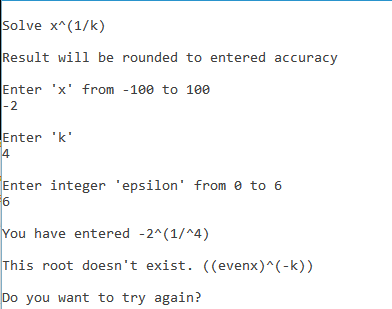 Solve x^(1/k)
Result will be rounded to entered accuracy
Enter 'x' from -100 to 100
-2
Enter 'k'
4
Enter integer 'epsilon' from 0 to 6
6
You have entered -2^(1/^4)
This root doesn't exist. ((evenx)^(-k))
Do you want to try again?